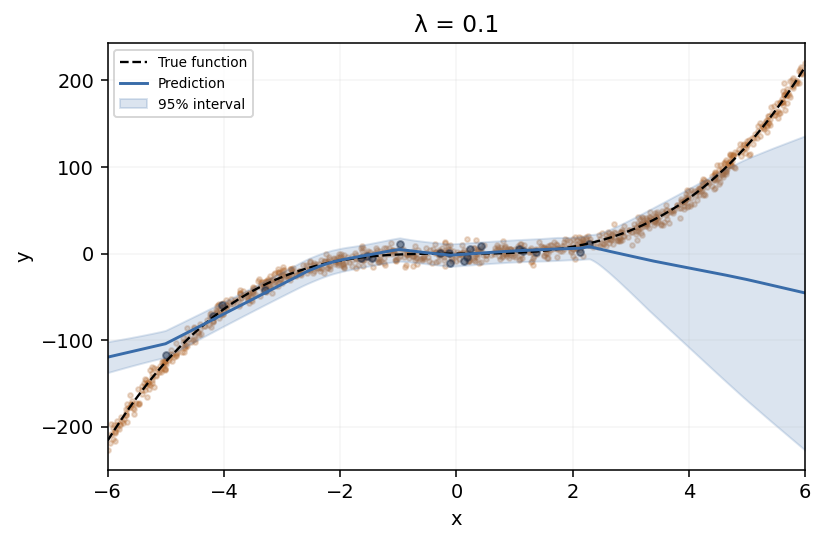 λ = 0.1
True function
Prediction
95% interval
200
100
0
−100
−200
y
−6 −4 −2 0 2 4 6
x